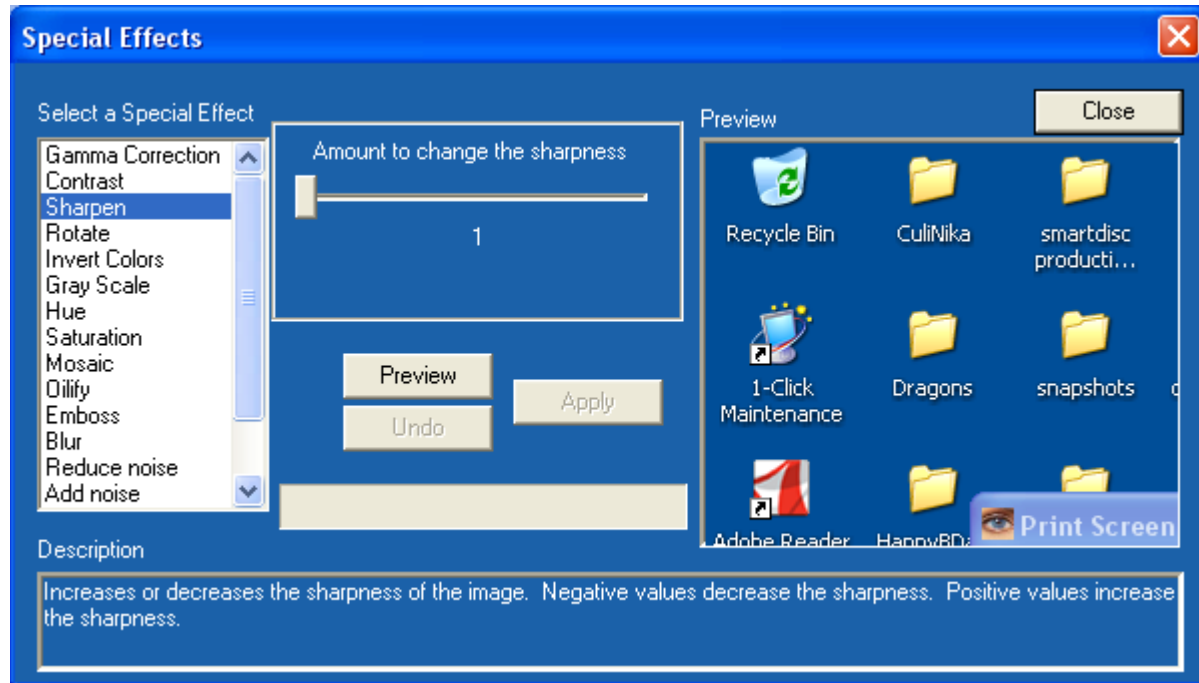 Special Effects
Select a Special Effect
Gamma Correction
Contrast
Sharpen
Rotate
Invert Colors
Gray Scale
Hue
Saturation
Mosaic
Oilify
Emboss
Blur
Reduce noise
Add noise
Amount to change the sharpness
1
Preview
Undo
Apply
Preview
Close
Recycle Bin
CuliNika
smartdisc
producti...
1-Click
Maintenance
Dragons
snapshots
Adobe Reader
HappyBDa
Print Screen
Description
Increases or decreases the sharpness of the image.  Negative values decrease the sharpness.  Positive values increase
the sharpness.